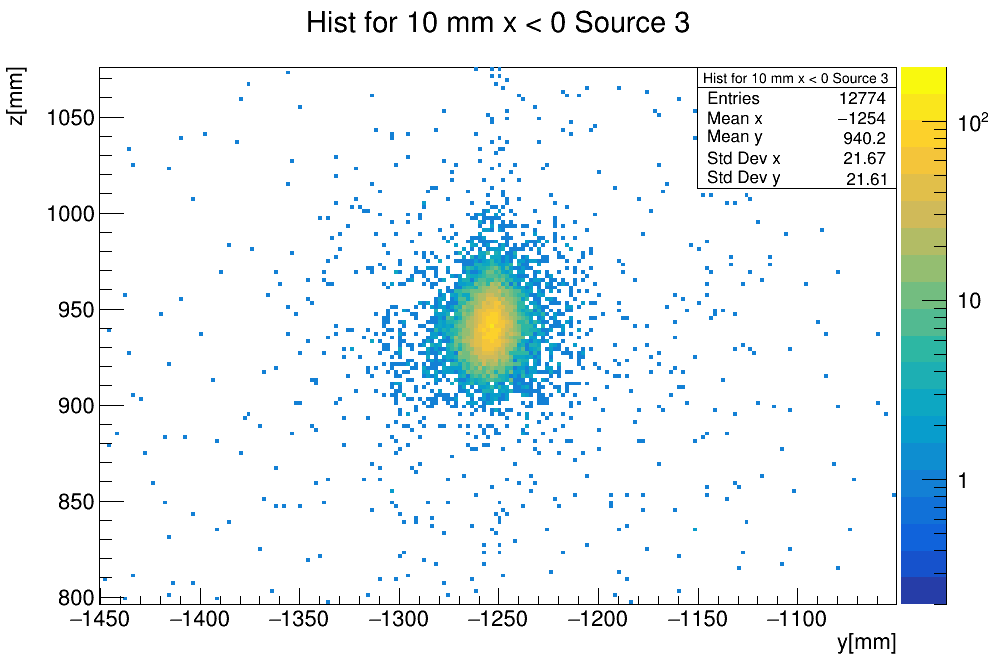 Hist for 10 mm x < 0 Source 3
z[mm]
Hist for 10 mm x < 0 Source 3
Entries 12774
Mean x −1254
Mean y 940.2
Std Dev x 21.67
Std Dev y 21.61
1050
1000
950
900
850
800
10²
10
1
−1450 −1400 −1350 −1300 −1250 −1200 −1150 −1100
y[mm]